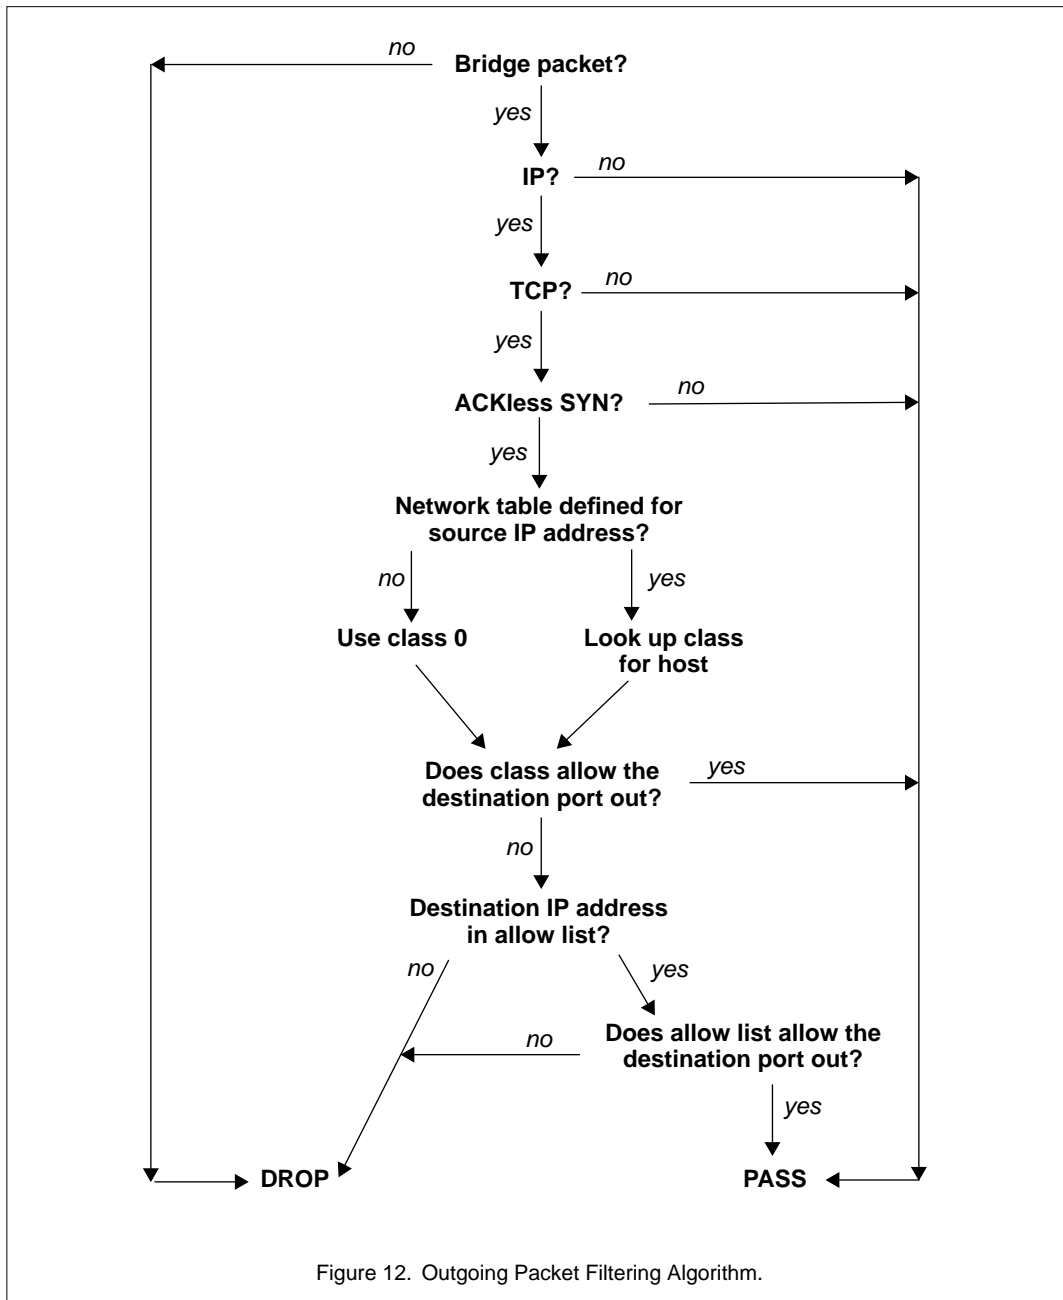 no
Bridge packet?
yes
IP?
no
yes
TCP?
no
yes
ACKless SYN?
no
yes
Network table defined for
source IP address?
no
yes
Use class 0
Look up class
for host
Does class allow the
destination port out?
yes
no
Destination IP address
in allow list?
no
yes
Does allow list allow the
destination port out?
no
yes
DROP
PASS
Figure 12. Outgoing Packet Filtering Algorithm.